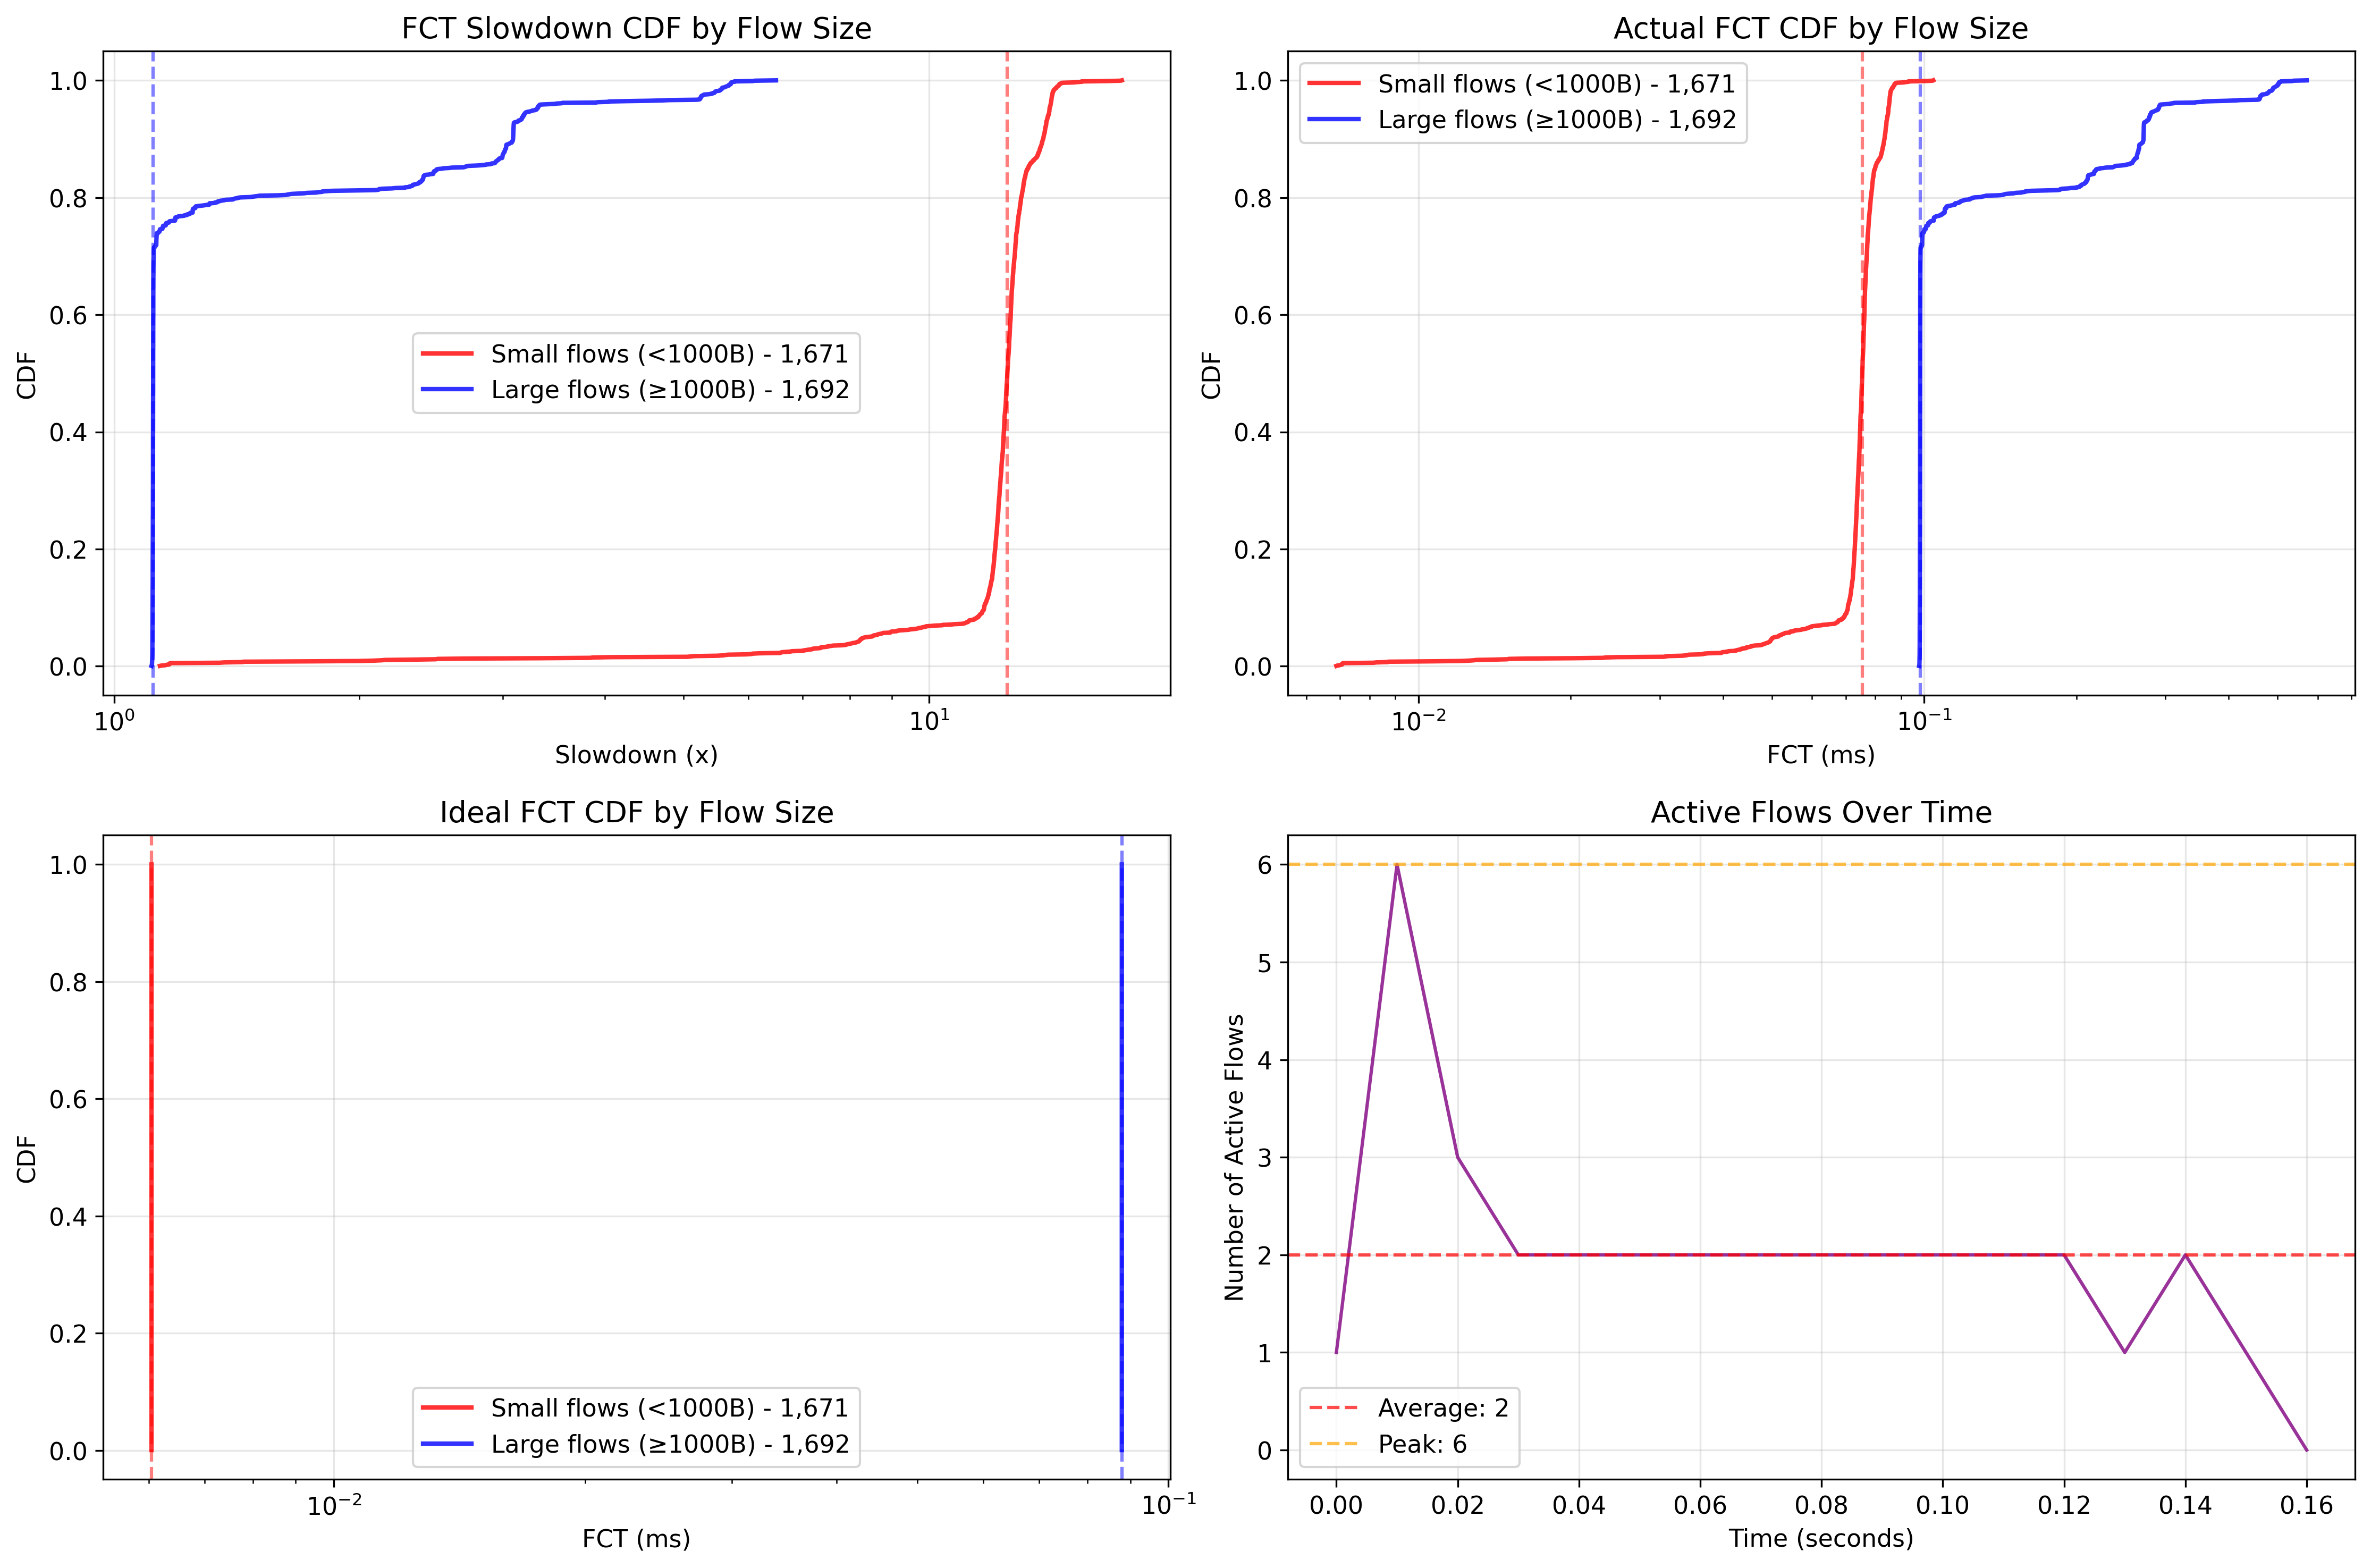 FCT Slowdown CDF by Flow Size
CDF
1.0
0.8
0.6
0.4
0.2
0.0
Small flows (<1000B) - 1,671
Large flows (≥1000B) - 1,692
10⁰
10¹
Slowdown (x)
Actual FCT CDF by Flow Size
CDF
1.0
0.8
0.6
0.4
0.2
0.0
Small flows (<1000B) - 1,671
Large flows (≥1000B) - 1,692
10⁻²
10⁻¹
FCT (ms)
Ideal FCT CDF by Flow Size
CDF
1.0
0.8
0.6
0.4
0.2
0.0
Small flows (<1000B) - 1,671
Large flows (≥1000B) - 1,692
10⁻²
10⁻¹
FCT (ms)
Active Flows Over Time
Number of Active Flows
6
5
4
3
2
1
0
Average: 2
Peak: 6
0.00 0.02 0.04 0.06 0.08 0.10 0.12 0.14 0.16
Time (seconds)